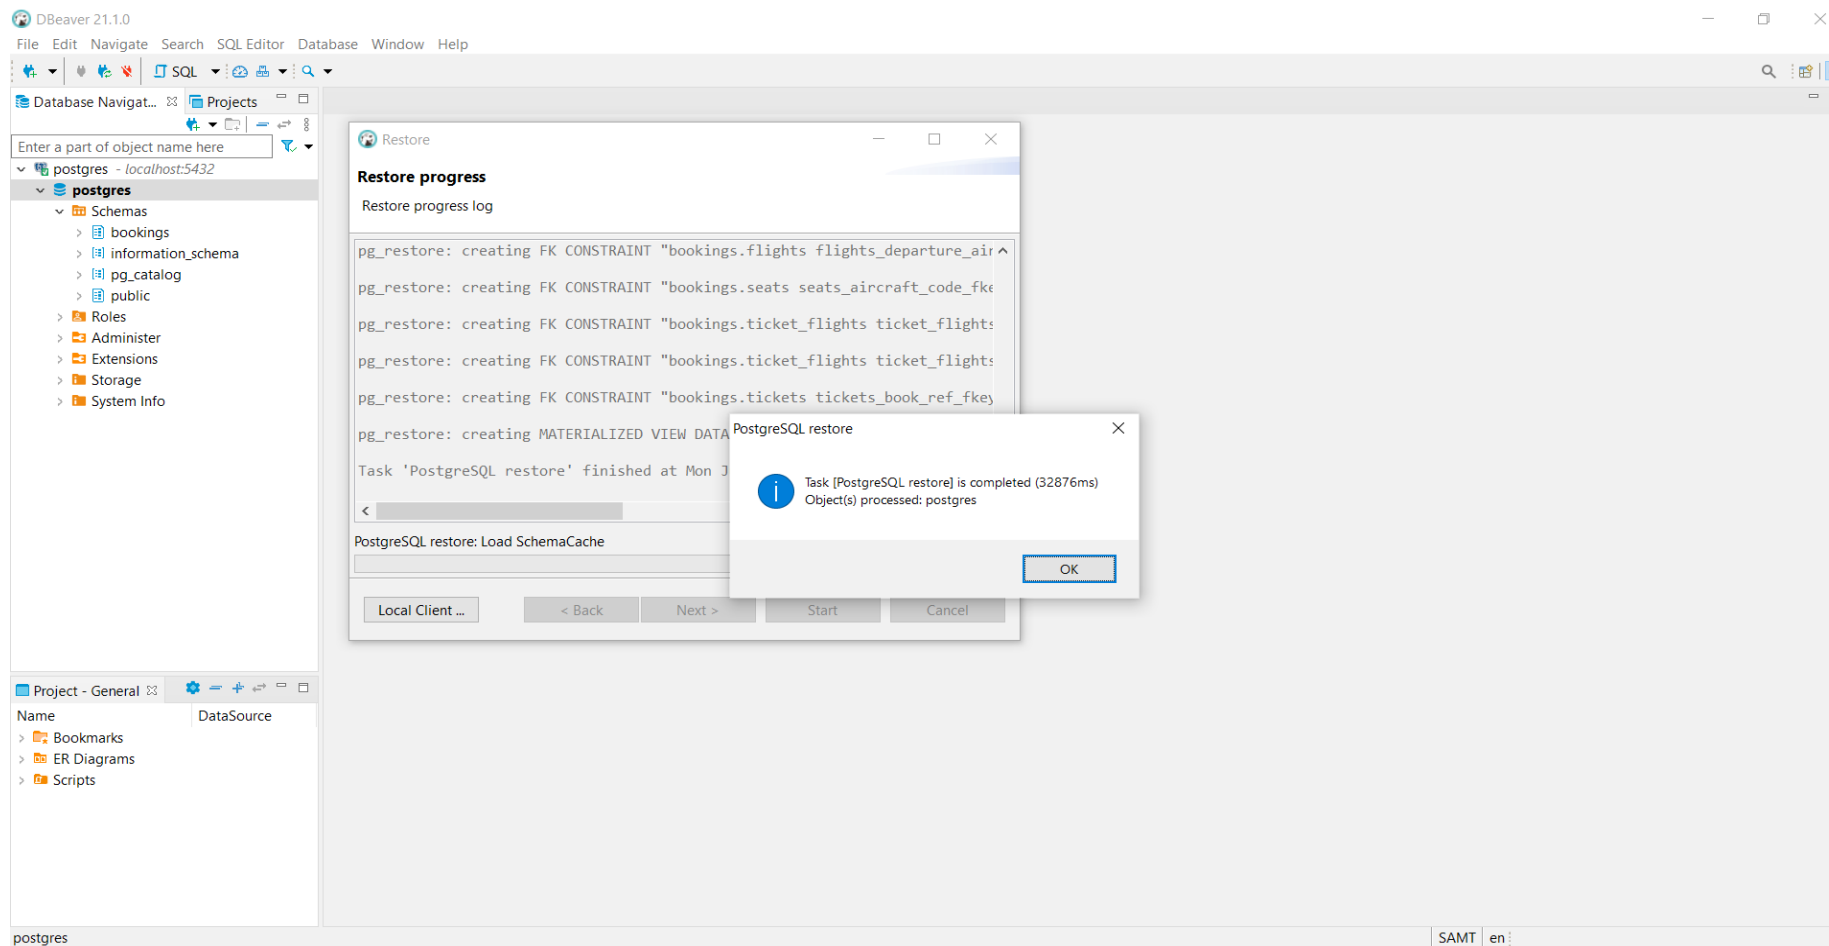 DBeaver 21.1.0
File Edit Navigate Search SQL Editor Database Window Help
SQL
Database Navigat... Projects
Enter a part of object name here
postgres - localhost:5432
postgres
Schemas
bookings
information_schema
pg_catalog
public
Roles
Administer
Extensions
Storage
System Info
Restore
Restore progress
Restore progress log
pg_restore: creating FK CONSTRAINT "bookings.flights flights_departure_air
pg_restore: creating FK CONSTRAINT "bookings.seats seats_aircraft_code_fke
pg_restore: creating FK CONSTRAINT "bookings.ticket_flights ticket_flights
pg_restore: creating FK CONSTRAINT "bookings.ticket_flights ticket_flights
pg_restore: creating FK CONSTRAINT "bookings.tickets tickets_book_ref_fkey
pg_restore: creating MATERIALIZED VIEW DATA
Task 'PostgreSQL restore' finished at Mon J
PostgreSQL restore: Load SchemaCache
Local Client ... < Back Next > Start Cancel
PostgreSQL restore
Task [PostgreSQL restore] is completed (32876ms)
Object(s) processed: postgres
OK
Project - General
Name DataSource
Bookmarks
ER Diagrams
Scripts
postgres
SAMT en